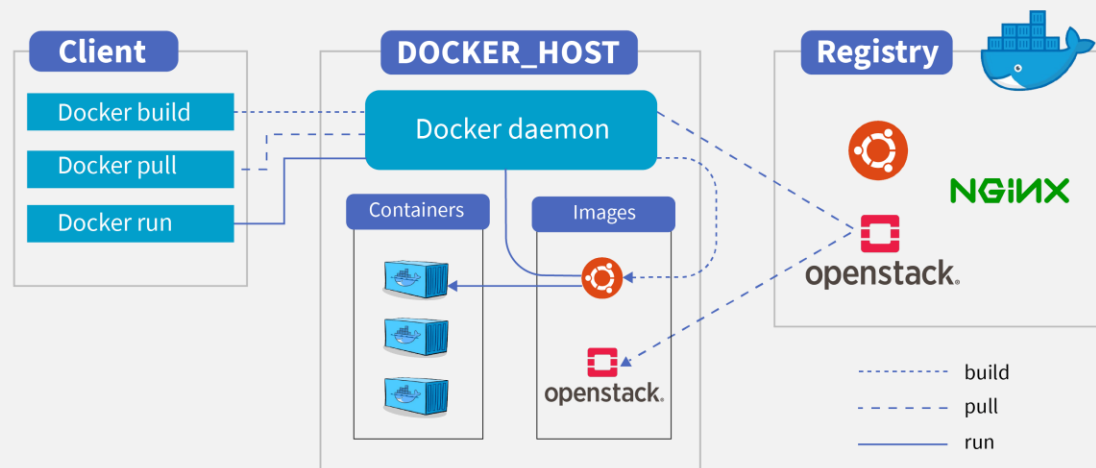 Client
Docker build
Docker pull
Docker run
DOCKER_HOST
Docker daemon
Containers
Images
openstack.
Registry
NGINX
openstack.
build
pull
run